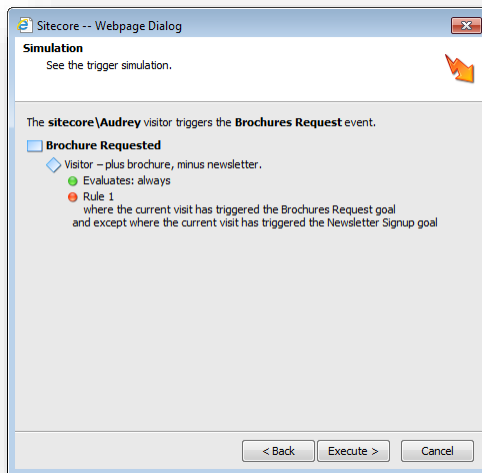 Sitecore -- Webpage Dialog
Simulation
See the trigger simulation.
The sitecore\Audrey visitor triggers the Brochures Request event.
Brochure Requested
Visitor – plus brochure, minus newsletter.
Evaluates: always
Rule 1
where the current visit has triggered the Brochures Request goal
and except where the current visit has triggered the Newsletter Signup goal
< Back
Execute >
Cancel